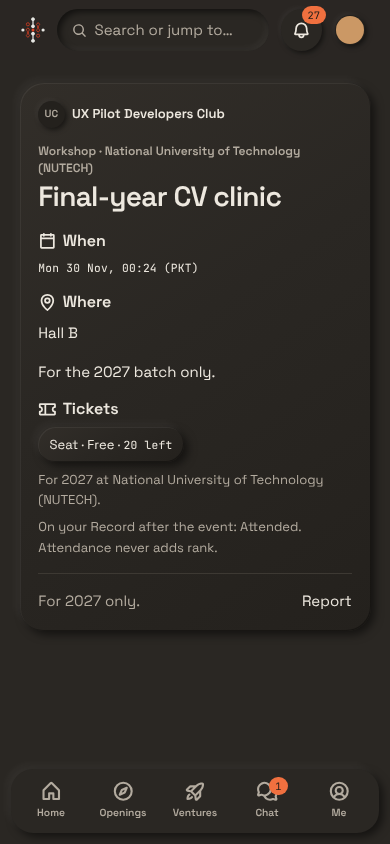 Search or jump to...
27
UC
UX Pilot Developers Club
Workshop · National University of Technology
(NUTECH)
Final-year CV clinic
When
Mon 30 Nov, 00:24 (PKT)
Where
Hall B
For the 2027 batch only.
Tickets
Seat · Free · 20 left
For 2027 at National University of Technology
(NUTECH).
On your Record after the event: Attended.
Attendance never adds rank.
For 2027 only.
Report
1
Home
Openings
Ventures
Chat
Me